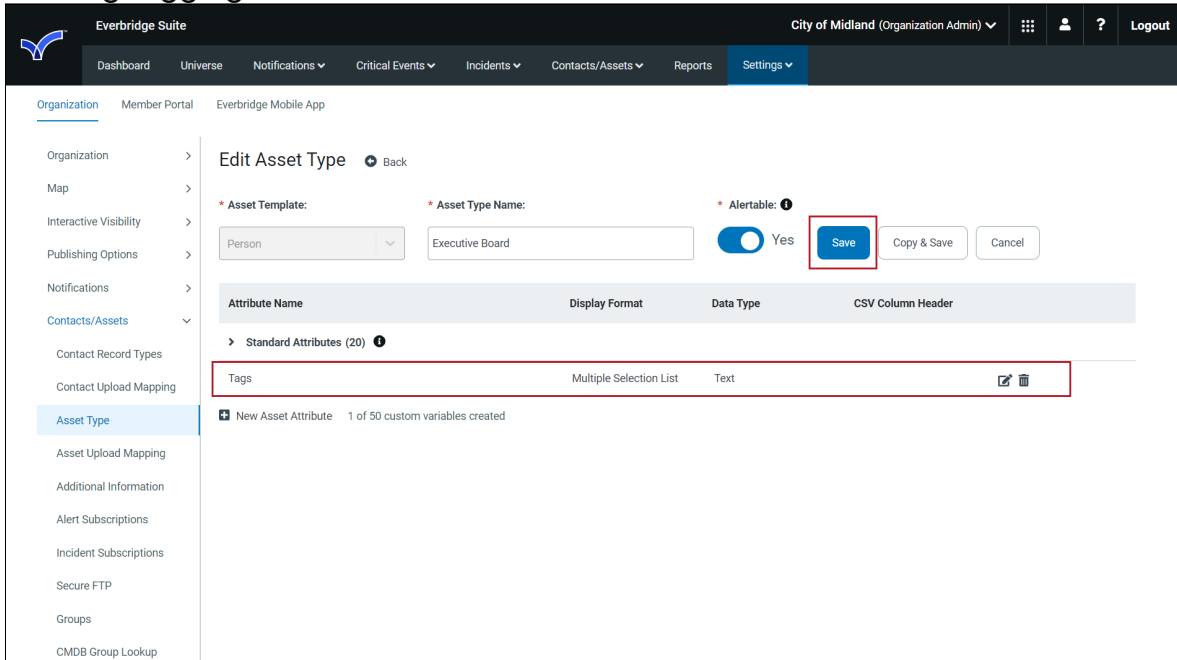 Everbridge Suite
City of Midland (Organization Admin)
?
Logout
Dashboard Universe Notifications Critical Events Incidents Contacts/Assets Reports Settings
Organization Member Portal Everbridge Mobile App
Organization
Map
Interactive Visibility
Publishing Options
Notifications
Contacts/Assets
Contact Record Types
Contact Upload Mapping
Asset Type
Asset Upload Mapping
Additional Information
Alert Subscriptions
Incident Subscriptions
Secure FTP
Groups
CMDB Group Lookup
Edit Asset Type Back
* Asset Template: * Asset Type Name: * Alertable:
Person Executive Board Yes Save Copy & Save Cancel
Attribute Name Display Format Data Type CSV Column Header
Standard Attributes (20)
Tags Multiple Selection List Text
New Asset Attribute 1 of 50 custom variables created